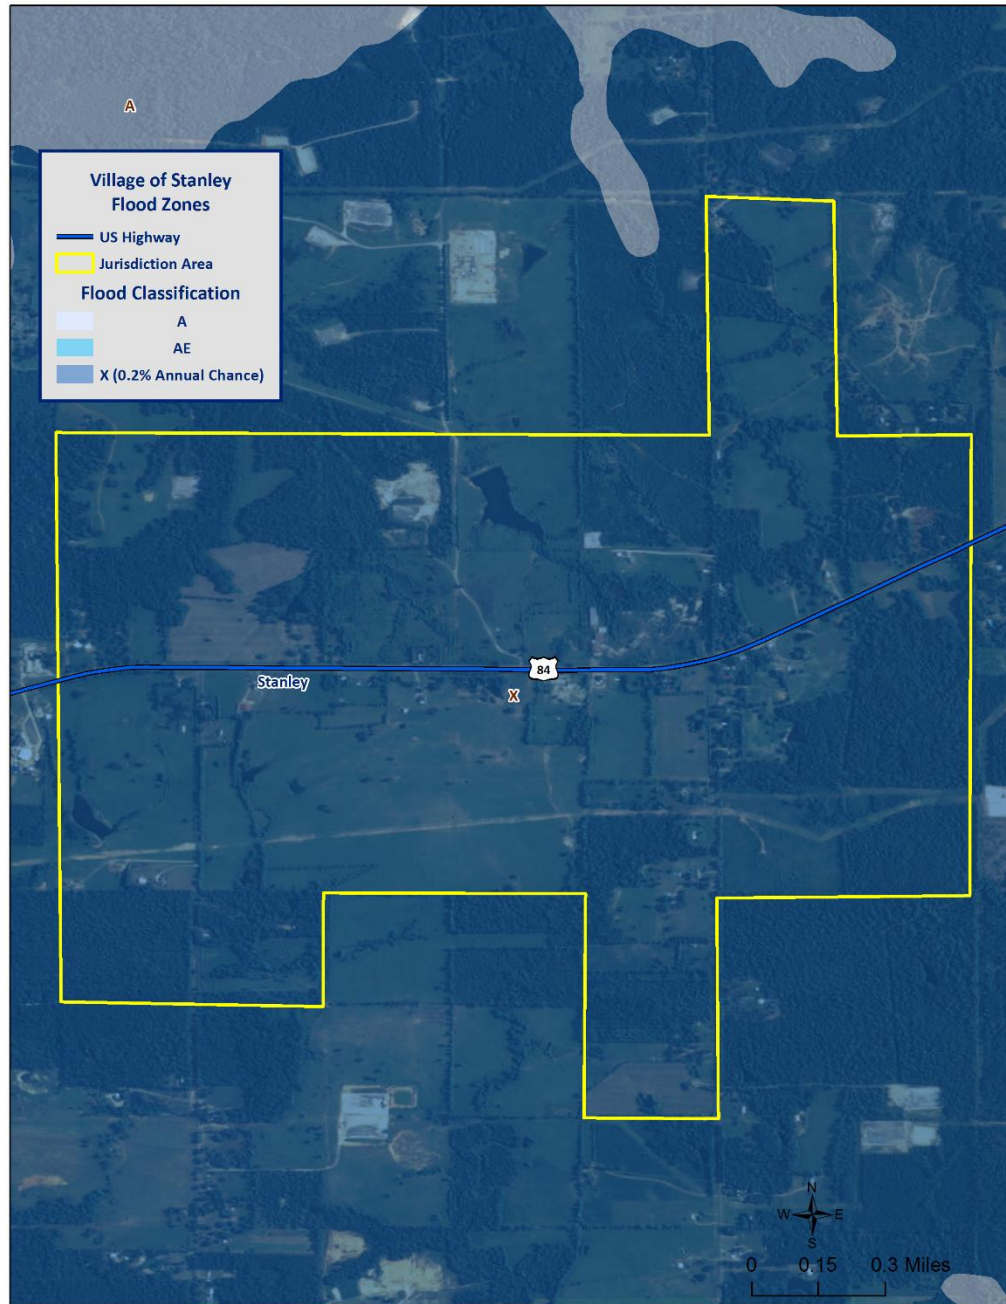 A
Village of Stanley
Flood Zones
US Highway
Jurisdiction Area
Flood Classification
A
AE
X (0.2% Annual Chance)
84
Stanley
X
N
W E
S
0 0.15 0.3 Miles